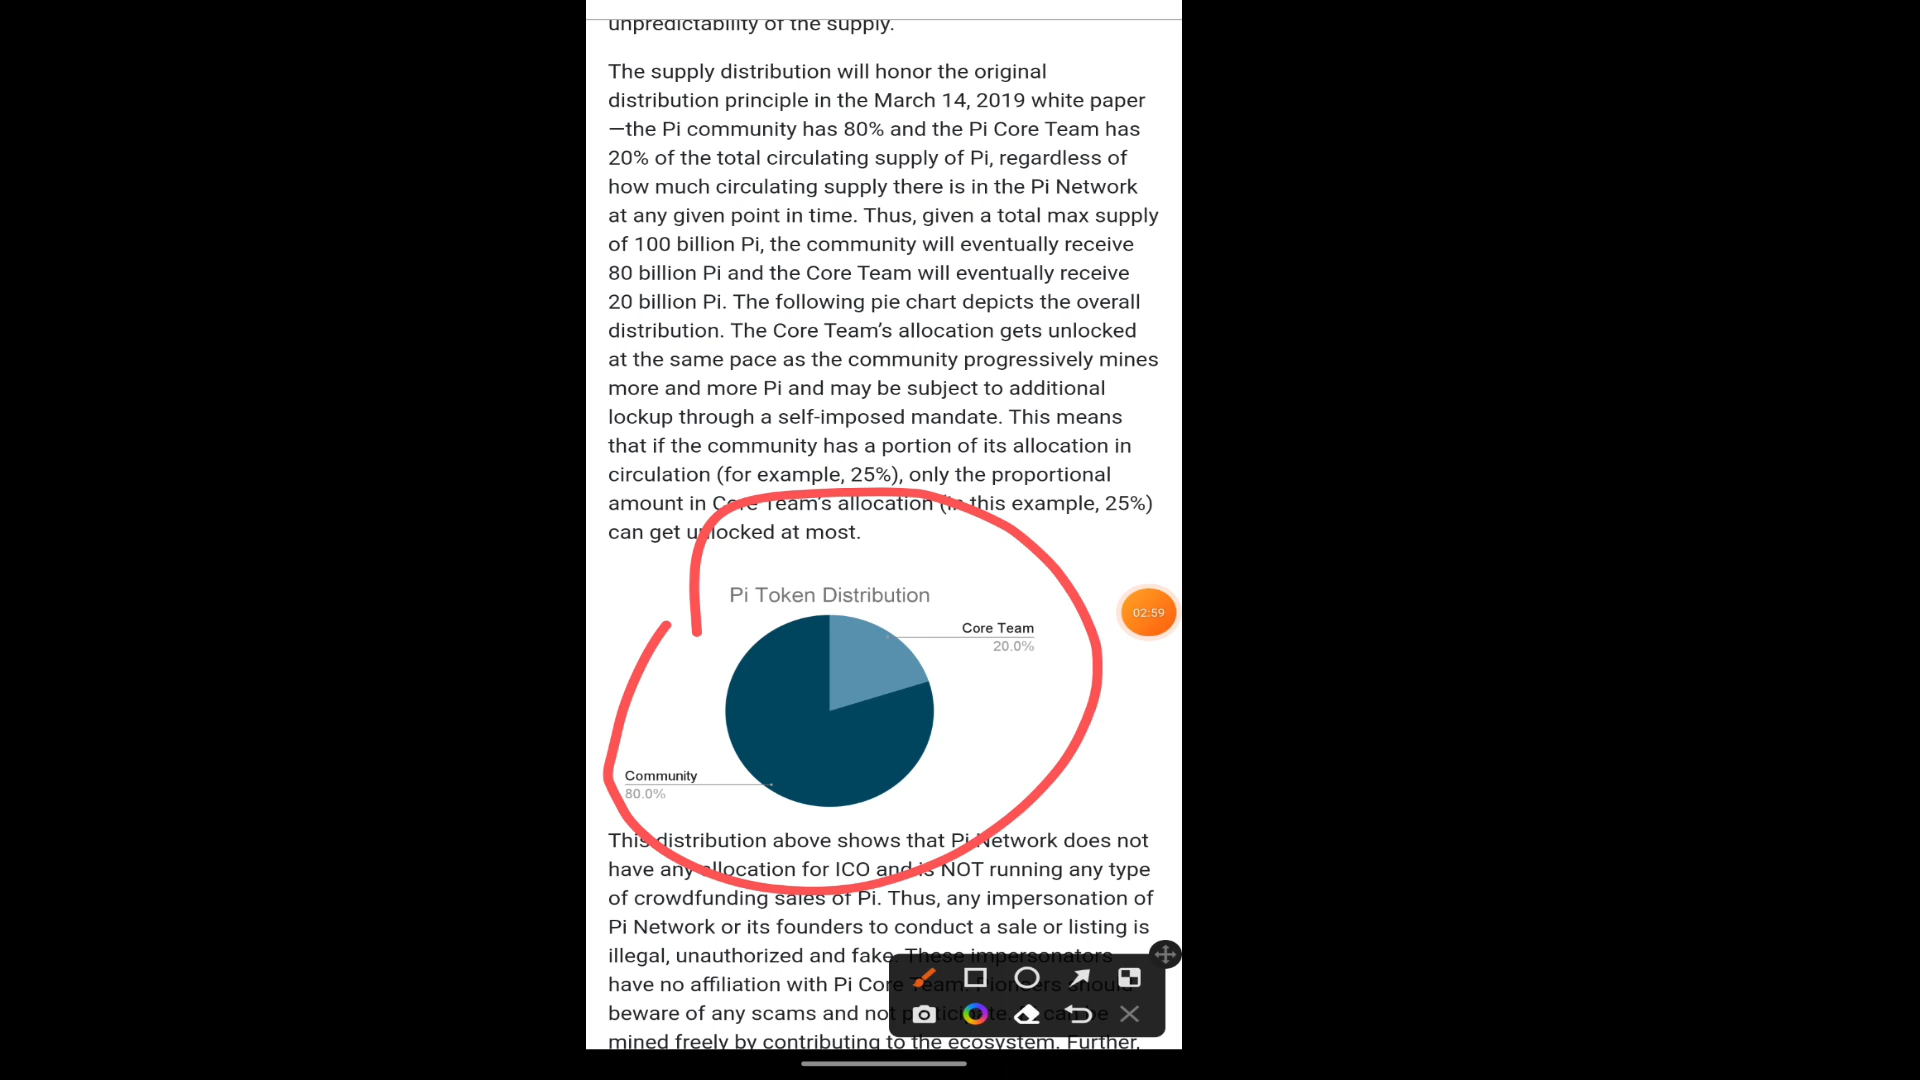 unpredictability of the supply.
The supply distribution will honor the original
distribution principle in the March 14, 2019 white paper
—the Pi community has 80% and the Pi Core Team has
20% of the total circulating supply of Pi, regardless of
how much circulating supply there is in the Pi Network
at any given point in time. Thus, given a total max supply
of 100 billion Pi, the community will eventually receive
80 billion Pi and the Core Team will eventually receive
20 billion Pi. The following pie chart depicts the overall
distribution. The Core Team’s allocation gets unlocked
at the same pace as the community progressively mines
more and more Pi and may be subject to additional
lockup through a self-imposed mandate. This means
that if the community has a portion of its allocation in
circulation (for example, 25%), only the proportional
amount in Core Team’s allocation (in this example, 25%)
can get unlocked at most.
Pi Token Distribution
Core Team
20.0%
02:59
Community
80.0%
This distribution above shows that Pi Network does not
have any allocation for ICO and is NOT running any type
of crowdfunding sales of Pi. Thus, any impersonation of
Pi Network or its founders to conduct a sale or listing is
illegal, unauthorized and fake. These impersonators
have no affiliation with Pi Core Team. Pioneers should
beware of any scams and not participate. can be
mined freely by contributing to the ecosystem. Further,